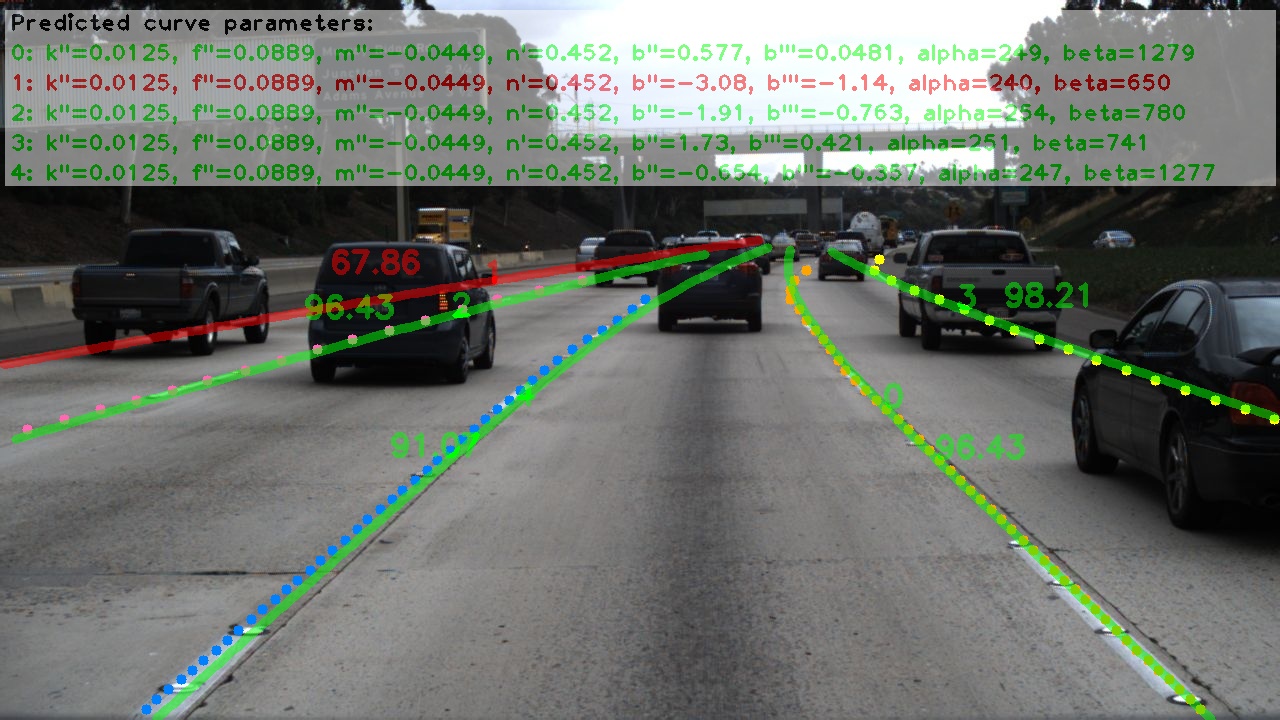 Predicted curve parameters:
0: k''=0.0125, f''=0.0889, m''=-0.0449, n'=0.452, b''=0.577, b'''=0.0481, alpha=249, beta=1279
1: k''=0.0125, f''=0.0889, m''=-0.0449, n'=0.452, b''=-3.08, b'''=-1.14, alpha=240, beta=650
2: k''=0.0125, f''=0.0889, m''=-0.0449, n'=0.452, b''=-1.91, b'''=-0.763, alpha=254, beta=780
3: k''=0.0125, f''=0.0889, m''=-0.0449, n'=0.452, b''=1.73, b'''=0.421, alpha=251, beta=741
4: k''=0.0125, f''=0.0889, m''=-0.0449, n'=0.452, b''=-0.654, b'''=-0.357, alpha=247, beta=1277
67.86 1
96.43 2
3 98.21
0
96.43